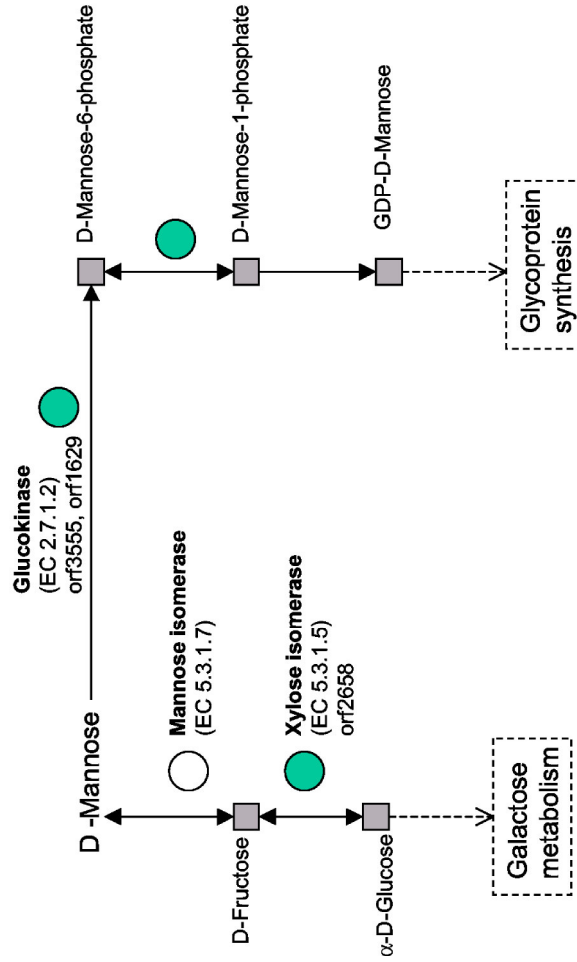 Glucokinase
(EC 2.7.1.2)
orf3555, orf1629
D -Mannose
D-Mannose-6-phosphate
Mannose isomerase
(EC 5.3.1.7)
D-Fructose
D-Mannose-1-phosphate
Xylose isomerase
(EC 5.3.1.5)
orf2658
α-D-Glucose
GDP-D-Mannose
Galactose
metabolism
Glycoprotein
synthesis